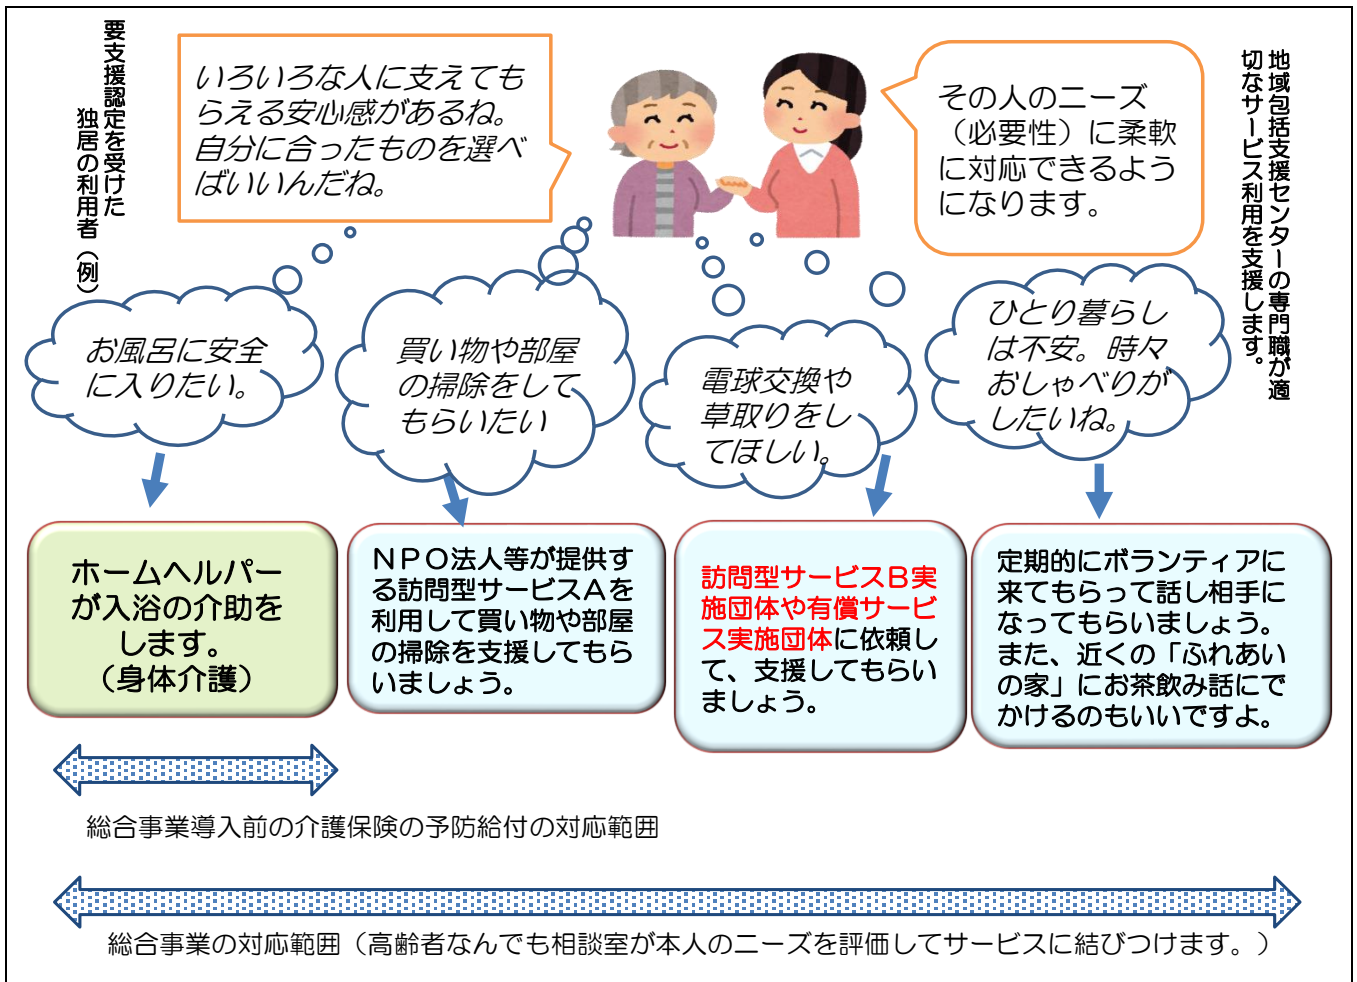 要支援認定を受けた
独居の利用者（例）
いろいろな人に支えても
らえる安心感があるね。
自分に合ったものを選べ
ばいいんだね。
その人のニーズ
（必要性）に柔軟
に対応できるよう
になります。
地域包括支援センターの専門職が適
切なサービス利用を支援します。
お風呂に安全
に入りたい。
買い物や部屋
の掃除をして
もらいたい
電球交換や
草取りをし
てほしい。
ひとり暮らし
は不安。時々
おしゃべりが
したいね。
ホームヘルパー
が入浴の介助を
します。
（身体介護）
ＮＰＯ法人等が提供す
る訪問型サービスＡを
利用して買い物や部屋
の掃除を支援してもら
いましょう。
訪問型サービスＢ実
施団体や有償サービ
ス実施団体に依頼し
て、支援してもらい
ましょう。
定期的にボランティアに
来てもらって話し相手に
なってもらいましょう。
また、近くの「ふれあい
の家」にお茶飲み話にで
かけるのもいいですよ。
総合事業導入前の介護保険の予防給付の対応範囲
総合事業の対応範囲（高齢者なんでも相談室が本人のニーズを評価してサービスに結びつけます。）